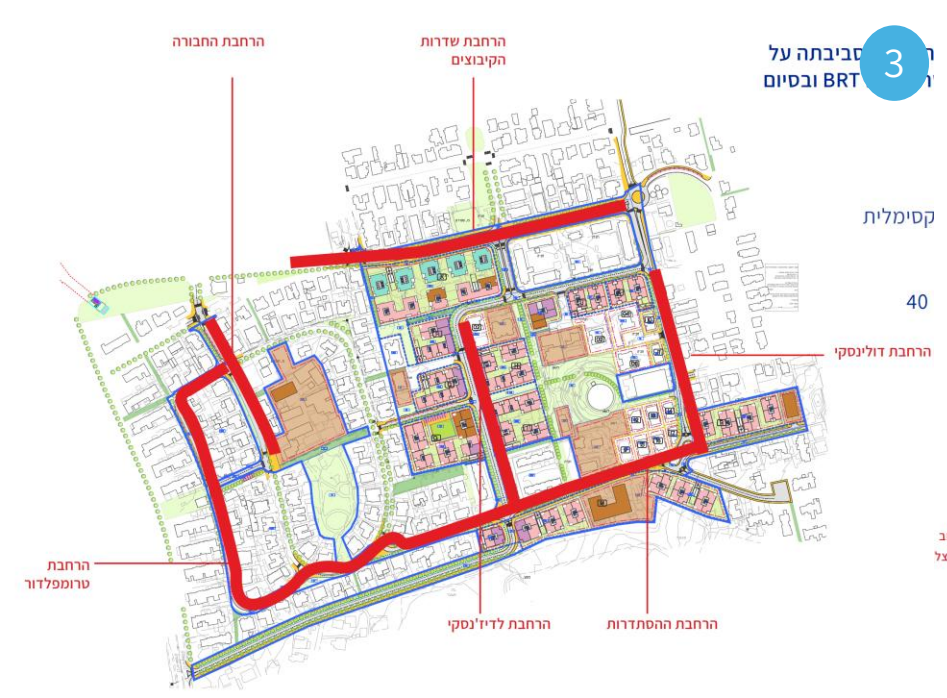 הרחבת החבורה
הרחבת שדרות
הקיבוצים
3
סביבתה על
BRT ובסיום
קסימלית
40
הרחבת דולינסקי
הרחבת
טרומפלדור
הרחבת לדיז'נסקי
הרחבת ההסתדרות